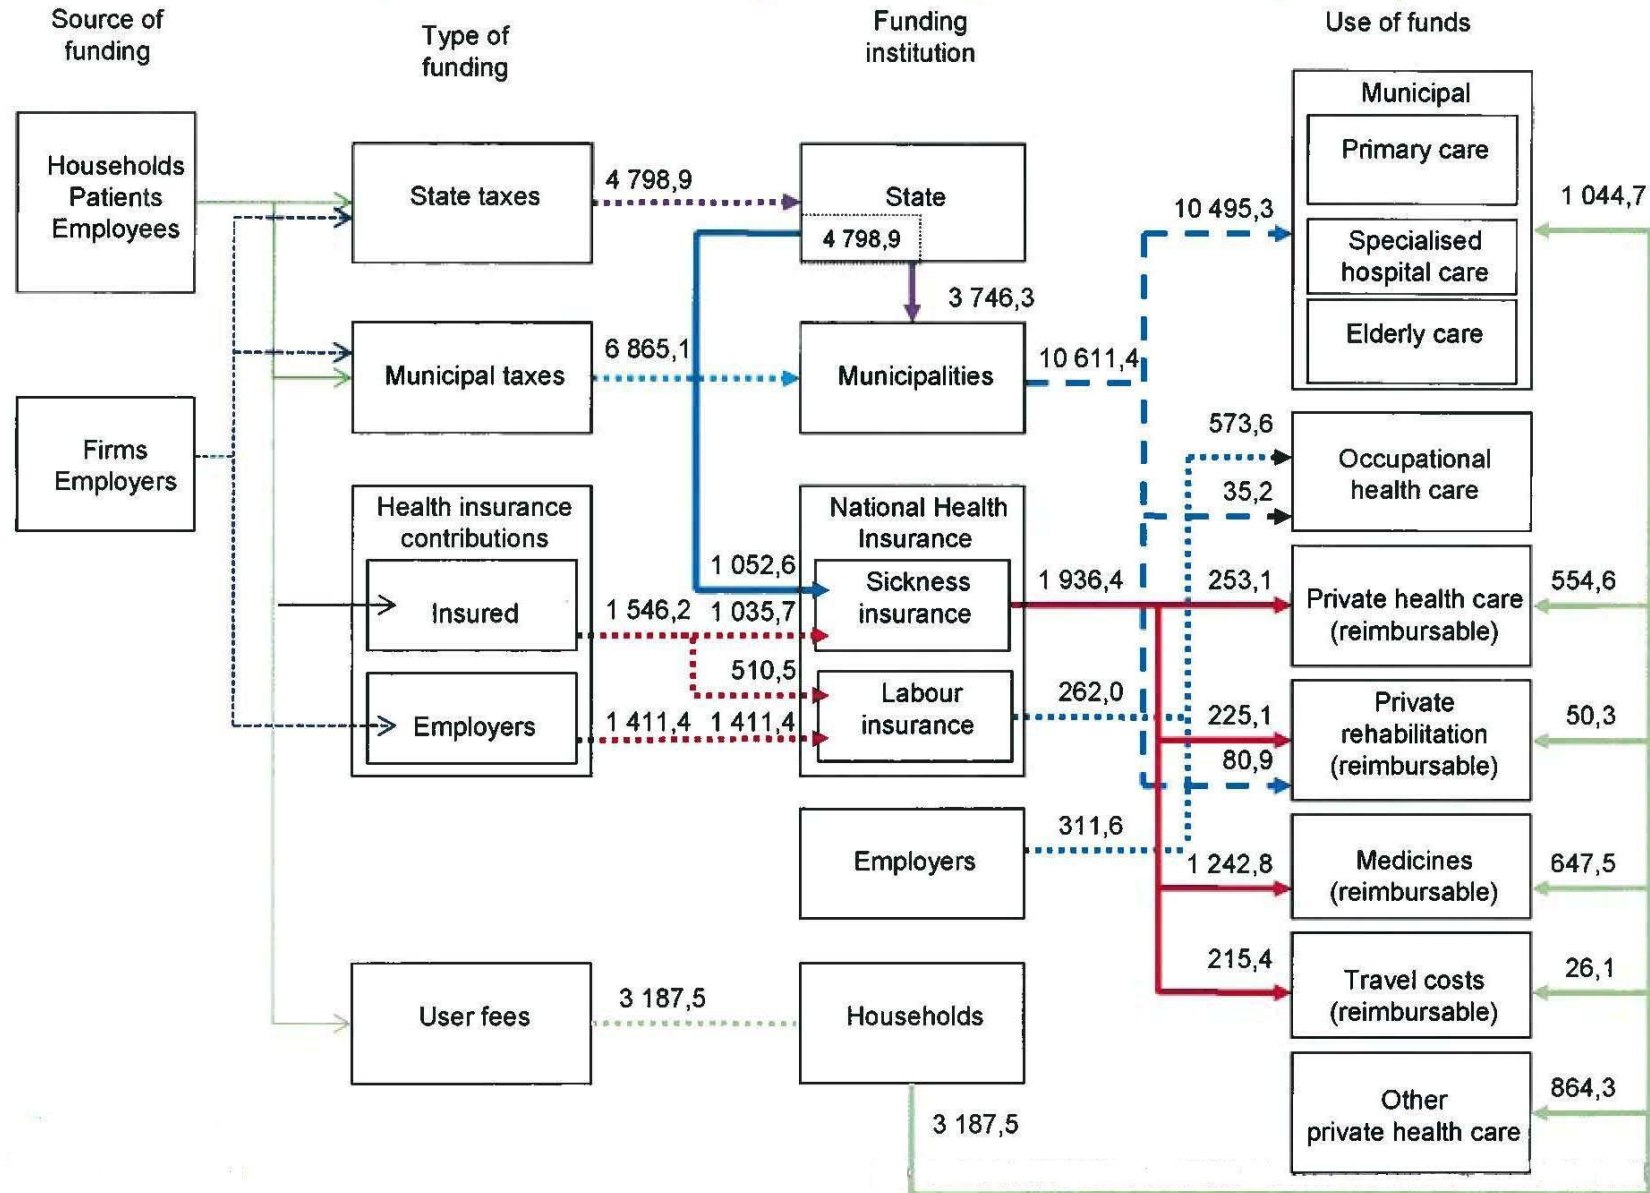 Source of
funding
Type of
funding
Funding
institution
Use of funds
Households
Patients
Employees
Firms
Employers
State taxes
4 798,9
Municipal taxes
6 865,1
Health insurance
contributions
Insured
1 546,2
1 035,7
510,5
Employers
1 411,4
1 411,4
User fees
3 187,5
State
4 798,9
3 746,3
Municipalities
10 611,4
National Health
Insurance
1 052,6
Sickness
insurance
1 936,4
Labour
insurance
262,0
Employers
311,6
Households
3 187,5
Municipal
Primary care
Specialised
hospital care
Elderly care
10 495,3
1 044,7
573,6
35,2
Occupational
health care
253,1
Private health care
(reimbursable)
554,6
225,1
80,9
Private
rehabilitation
(reimbursable)
50,3
1 242,8
Medicines
(reimbursable)
647,5
215,4
Travel costs
(reimbursable)
26,1
Other
private health care
864,3